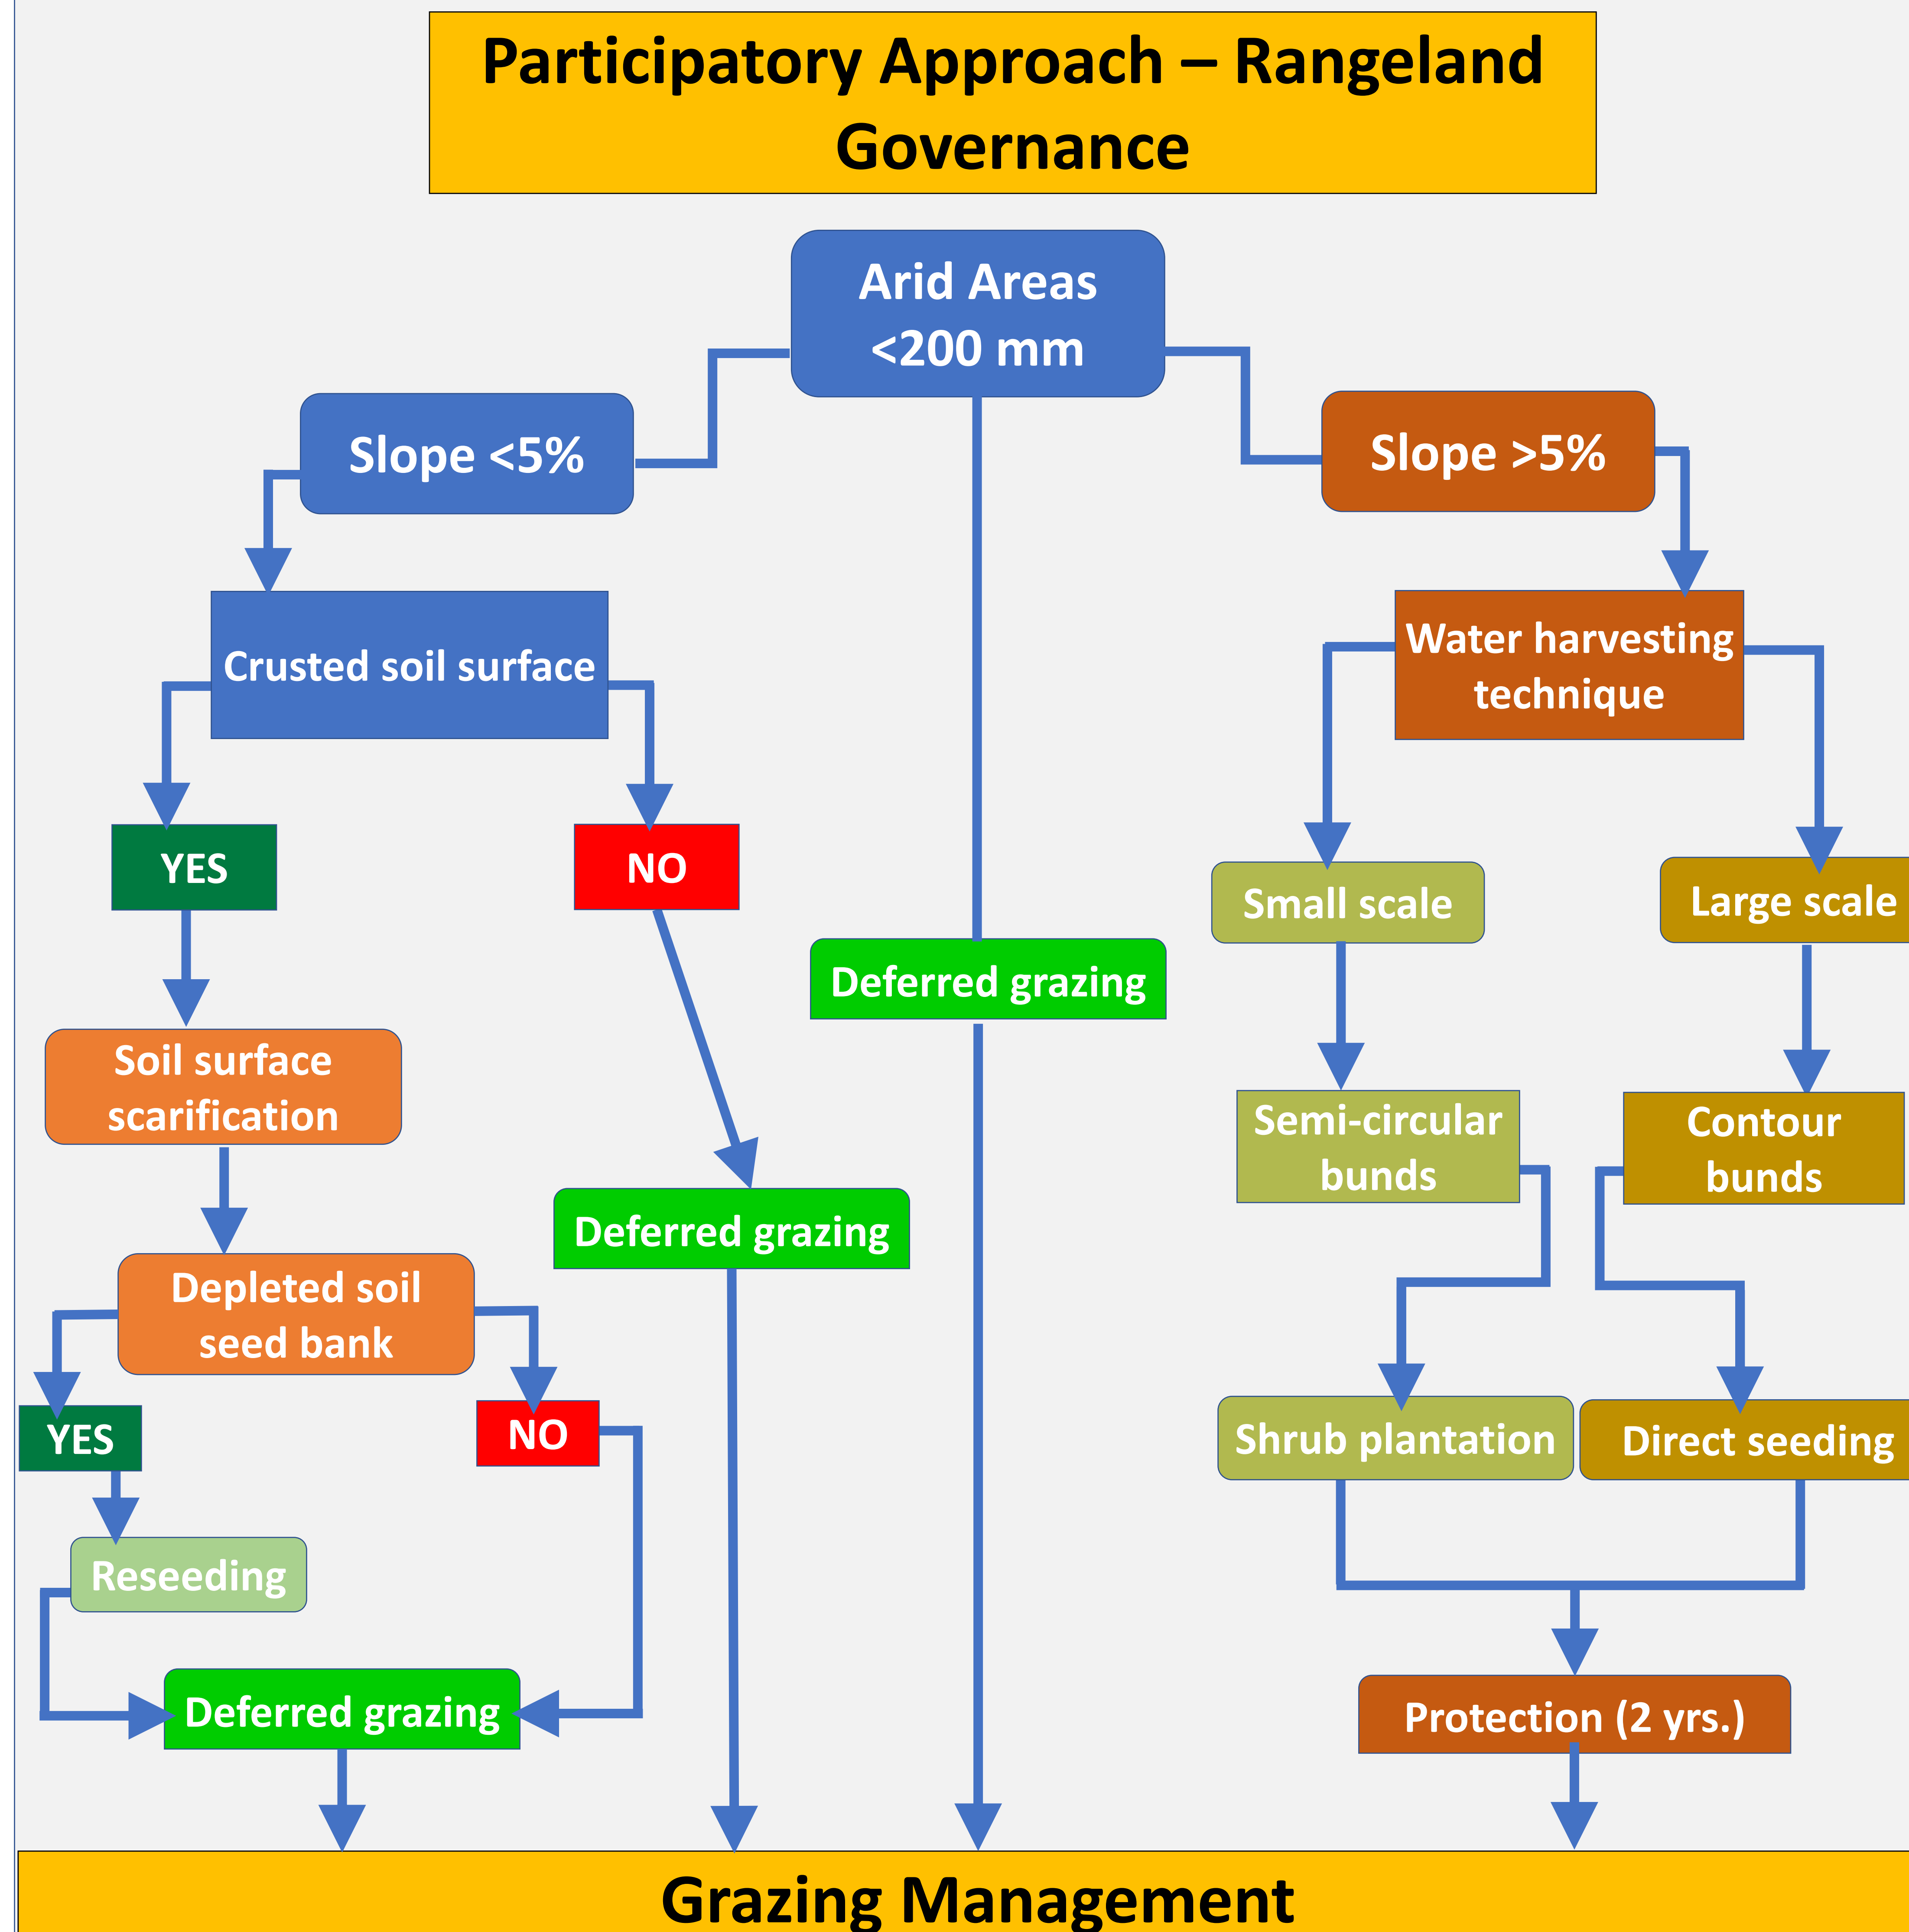 Participatory Approach – Rangeland
Governance
Arid Areas
<200 mm
Slope <5%
Slope >5%
Crusted soil surface
Water harvesting
technique
YES
NO
Small scale
Large scale
Deferred grazing
Soil surface
scarification
Semi-circular
bunds
Contour
bunds
Deferred grazing
Depleted soil
seed bank
YES
NO
Shrub plantation
Direct seeding
Reseeding
Deferred grazing
Protection (2 yrs.)
Grazing Management